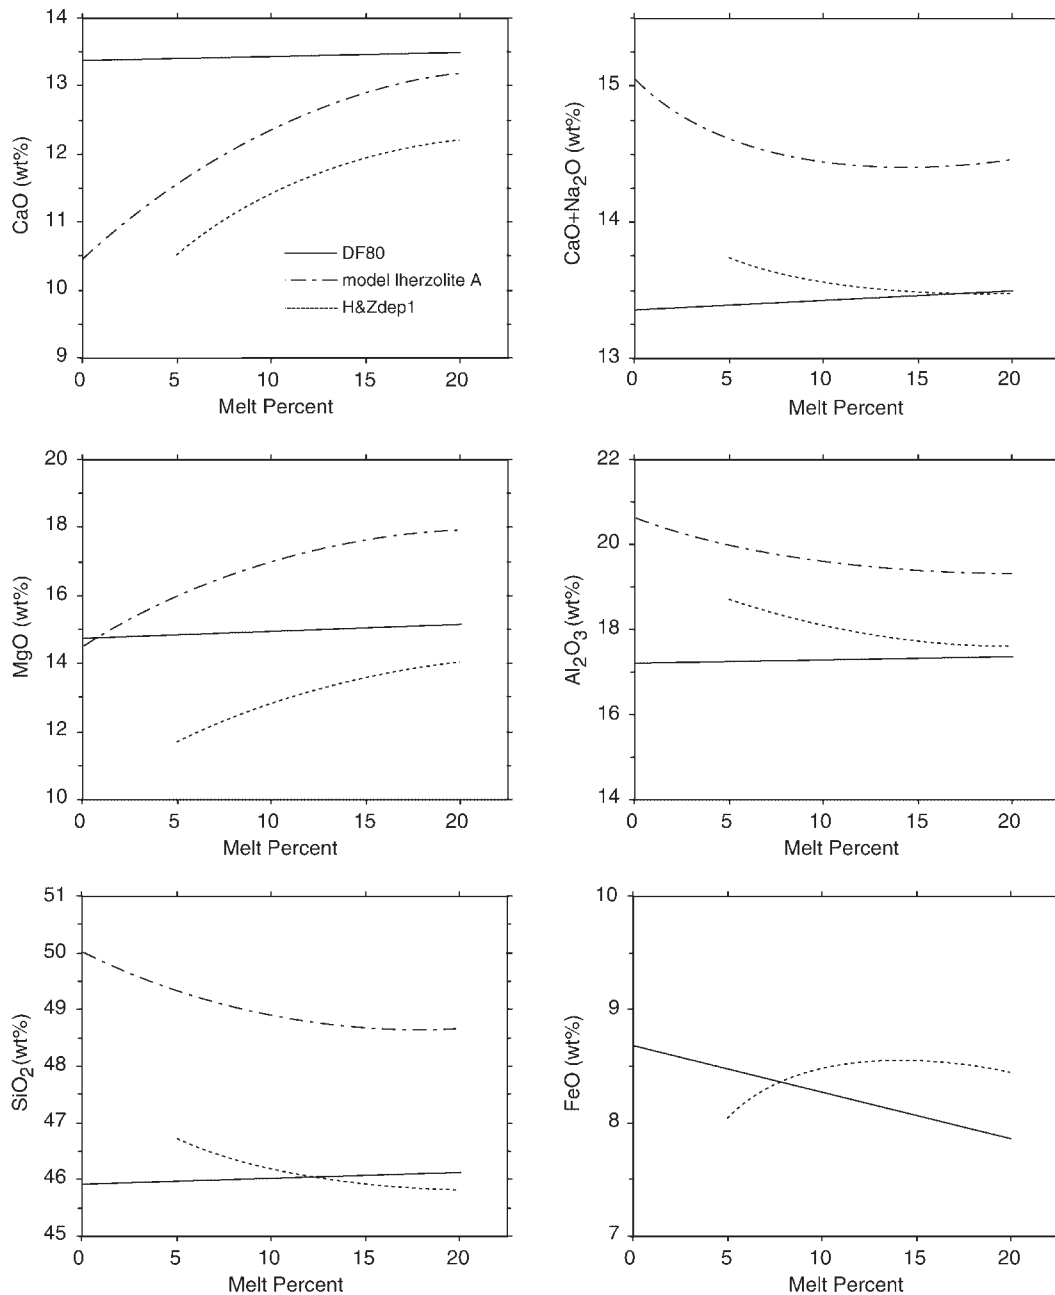 14
13
12
11
10
9
CaO (wt%)
DF80
model lherzolite A
H&Zdep1
0 5 10 15 20
Melt Percent
15
14
13
CaO+Na2O (wt%)
0 5 10 15 20
Melt Percent
20
18
16
14
12
10
MgO (wt%)
0 5 10 15 20
Melt Percent
22
20
18
16
14
Al2O3 (wt%)
0 5 10 15 20
Melt Percent
51
50
49
48
47
46
45
SiO2(wt%)
0 5 10 15 20
Melt Percent
10
9
8
7
FeO (wt%)
0 5 10 15 20
Melt Percent